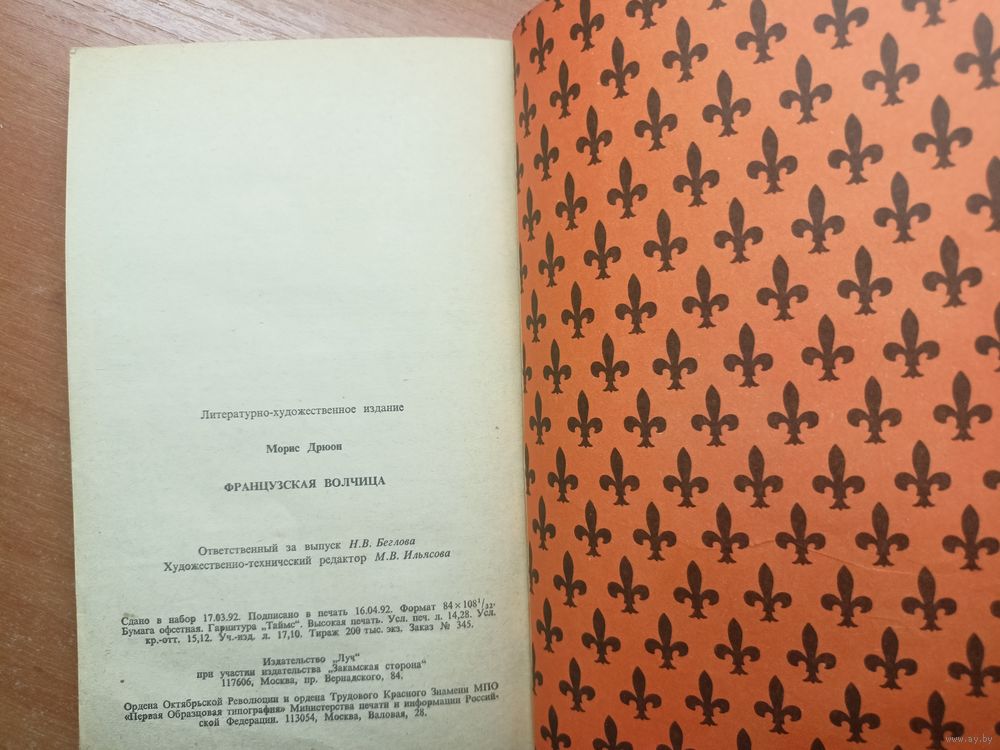 Литературно-художественное издание
Морис Дрюон
ФРАНЦУЗСКАЯ ВОЛЧИЦА
Ответственный за выпуск Н.В. Беглова
Художественно-технический редактор М.В. Ильясова
Сдано в набор 17.03.92. Подписано в печать 16.04.92. Формат 84×108¹/₃₂.
Бумага офсетная. Гарнитура „Таймс“. Высокая печать. Усл. печ. л. 14,28. Усл.
кр.-отт. 15,12. Уч.-изд. л. 17,10. Тираж 200 тыс. экз. Заказ № 345.
Издательство „Луч“
при участии издательства „Закамская сторона“
117606, Москва, пр. Вернадского, 84.
Ордена Октябрьской Революции и ордена Трудового Красного Знамени МПО
«Первая Образцовая типография» Министерства печати и информации Россий-
ской Федерации. 113054, Москва, Валовая, 28.
www.ay.by